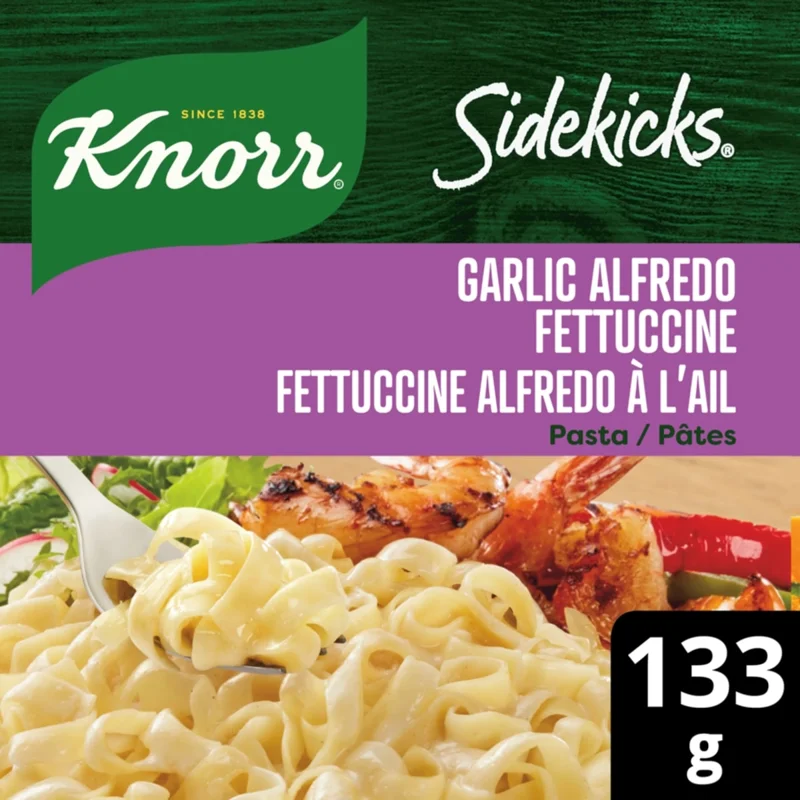 SINCE 1838
Knorr®
Sidekicks®
GARLIC ALFREDO
FETTUCCINE
FETTUCCINE ALFREDO À L'AIL
Pasta / Pâtes
133
g